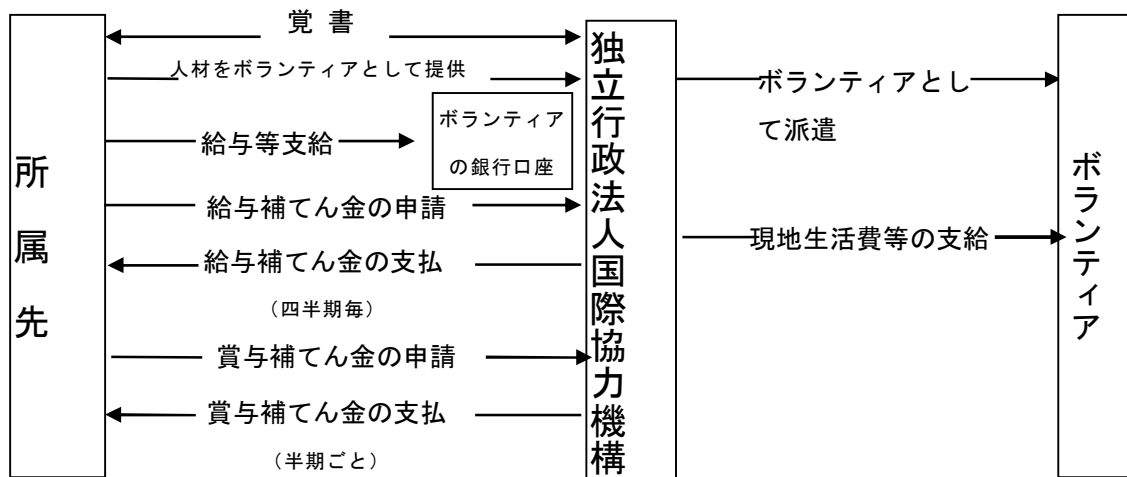 所属先
覚 書
人材をボランティアとして提供
給与等支給
ボランティア
の銀行口座
給与補てん金の申請
給与補てん金の支払
（四半期毎）
賞与補てん金の申請
賞与補てん金の支払
（半期ごと）
独立行政法人国際協力機構
ボランティアとし
て派遣
現地生活費等の支給
ボランティア